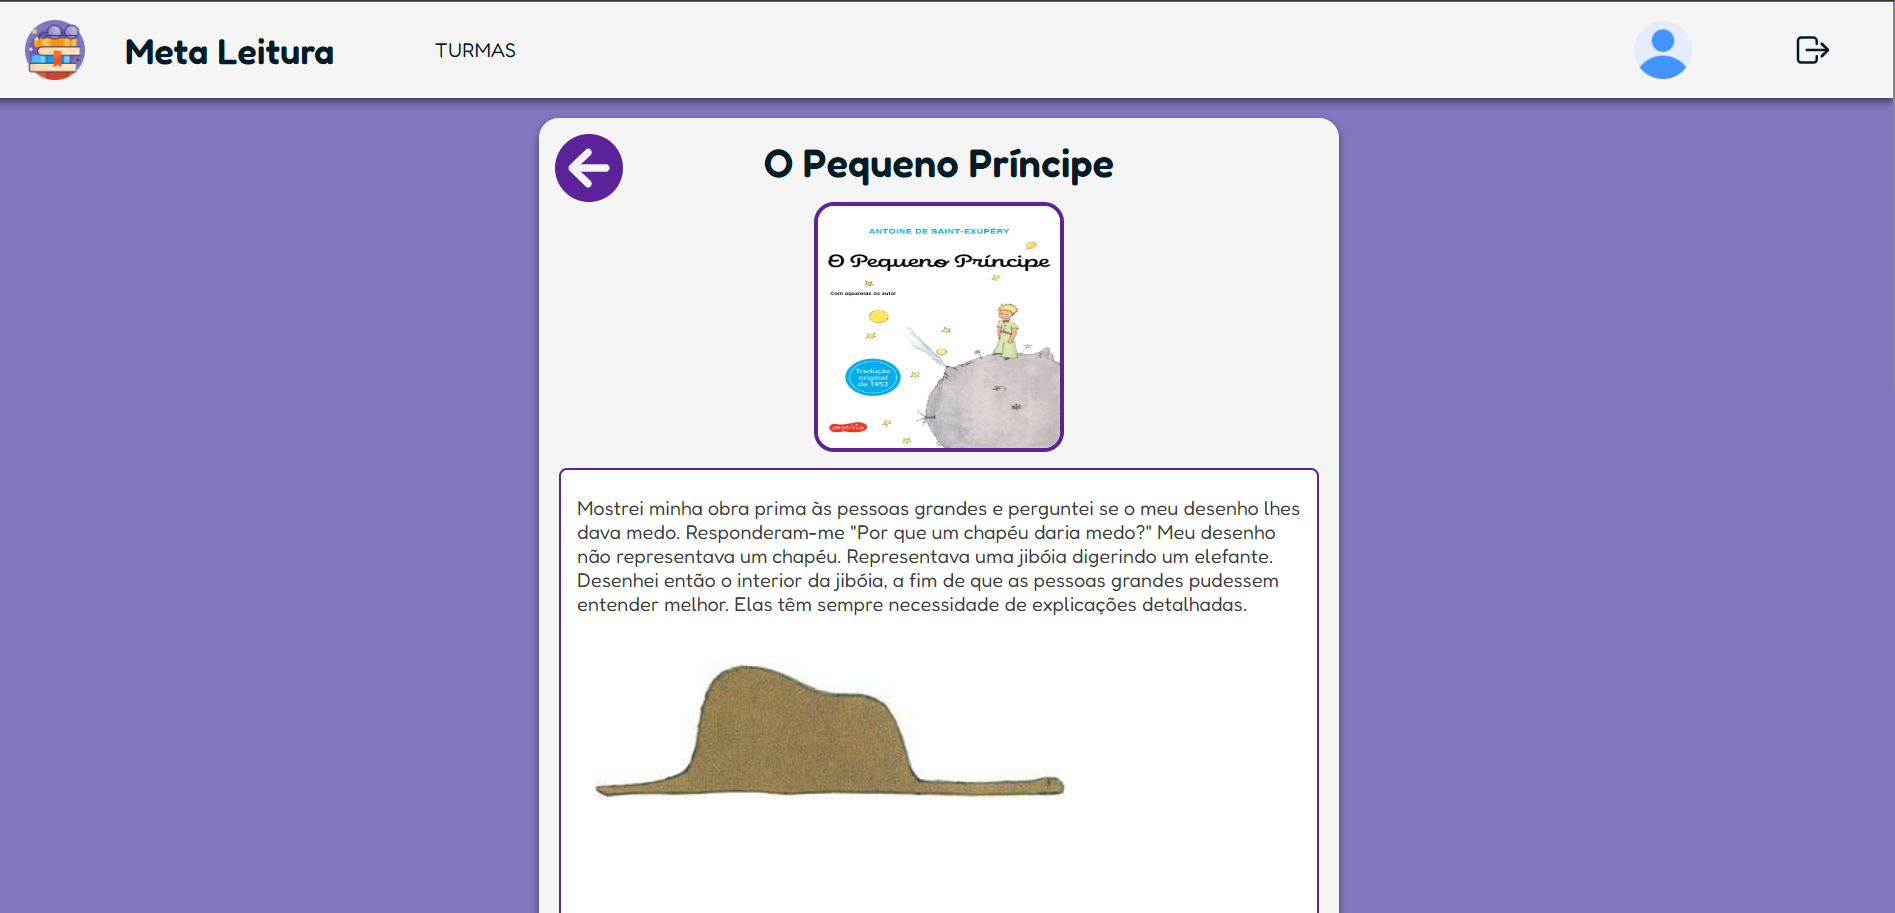 Meta Leitura
TURMAS
O Pequeno Príncipe
ANTOINE DE SAINT-EXUPÉRY
O Pequeno Príncipe
Com aquarelas do autor
Tradução
original
de 1952
Mostrei minha obra prima às pessoas grandes e perguntei se o meu desenho lhes
dava medo. Responderam-me "Por que um chapéu daria medo?" Meu desenho
não representava um chapéu. Representava uma jibóia digerindo um elefante.
Desenhei então o interior da jibóia, a fim de que as pessoas grandes pudessem
entender melhor. Elas têm sempre necessidade de explicações detalhadas.